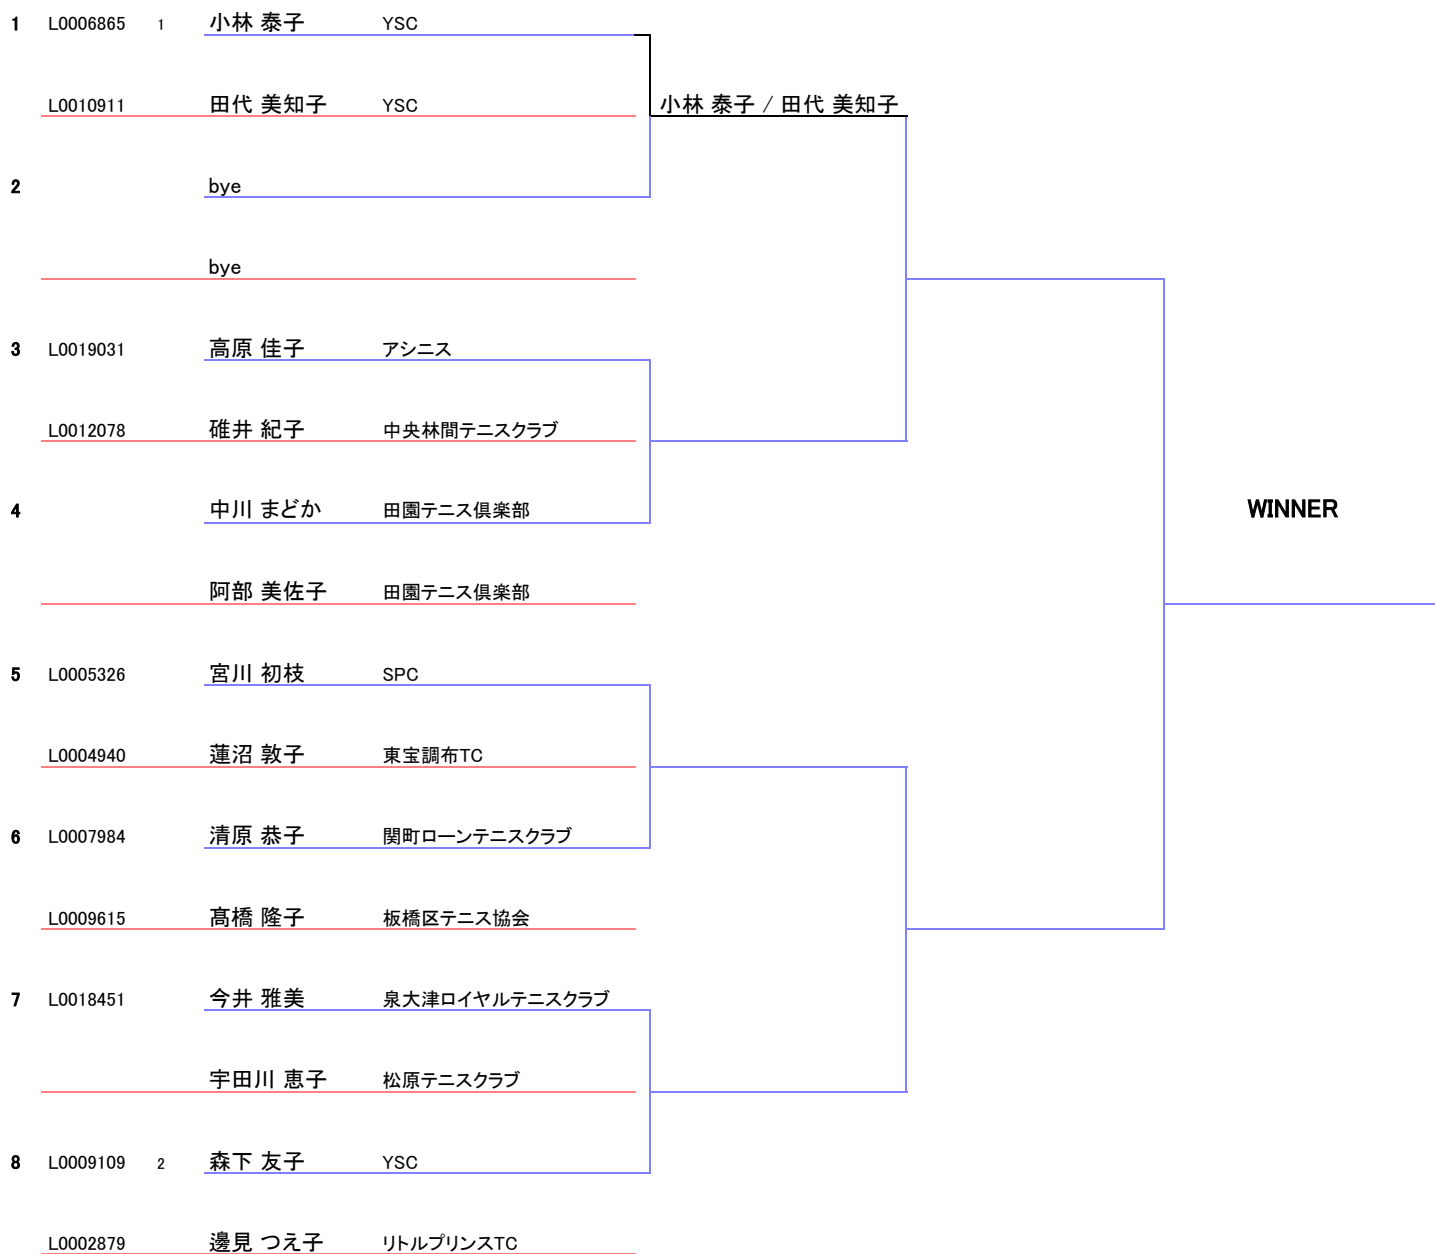 1 L0006865 1 小林 泰子 YSC
L0010911 田代 美知子 YSC 小林 泰子 / 田代 美知子
2 bye
bye
3 L0019031 高原 佳子 アシニス
L0012078 碓井 紀子 中央林間テニスクラブ
4 中川 まどか 田園テニス倶楽部 WINNER
阿部 美佐子 田園テニス倶楽部
5 L0005326 宮川 初枝 SPC
L0004940 蓮沼 敦子 東宝調布TC
6 L0007984 清原 恭子 関町ローンテニスクラブ
L0009615 髙橋 隆子 板橋区テニス協会
7 L0018451 今井 雅美 泉大津ロイヤルテニスクラブ
宇田川 恵子 松原テニスクラブ
8 L0009109 2 森下 友子 YSC
L0002879 邊見 つえ子 リトルプリンスTC